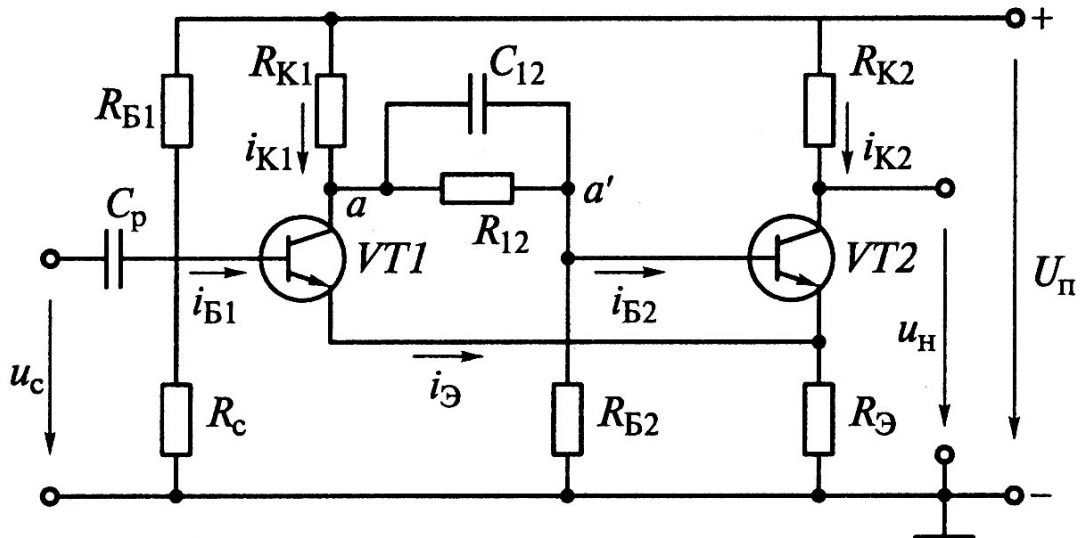 +
R_К1
C_12
R_К2
R_Б1
i_К1
i_К2
a
a′
C_р
R_12
VT1
VT2
U_п
i_Б1
i_Б2
u_н
u_с
i_Э
R_с
R_Б2
R_Э
−